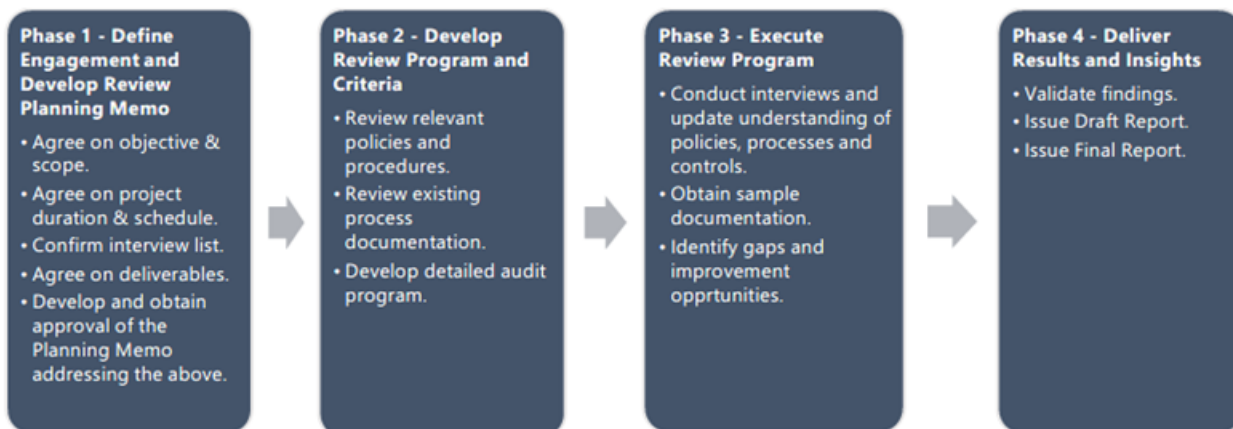 Phase 1 - Define
Engagement and
Develop Review
Planning Memo
• Agree on objective &
scope.
• Agree on project
duration & schedule.
• Confirm interview list.
• Agree on deliverables.
• Develop and obtain
approval of the
Planning Memo
addressing the above.
Phase 2 - Develop
Review Program and
Criteria
• Review relevant
policies and
procedures.
• Review existing
process
documentation.
• Develop detailed audit
program.
Phase 3 - Execute
Review Program
• Conduct interviews and
update understanding of
policies, processes and
controls.
• Obtain sample
documentation.
• Identify gaps and
improvement
opprtunities.
Phase 4 - Deliver
Results and Insights
• Validate findings.
• Issue Draft Report.
• Issue Final Report.